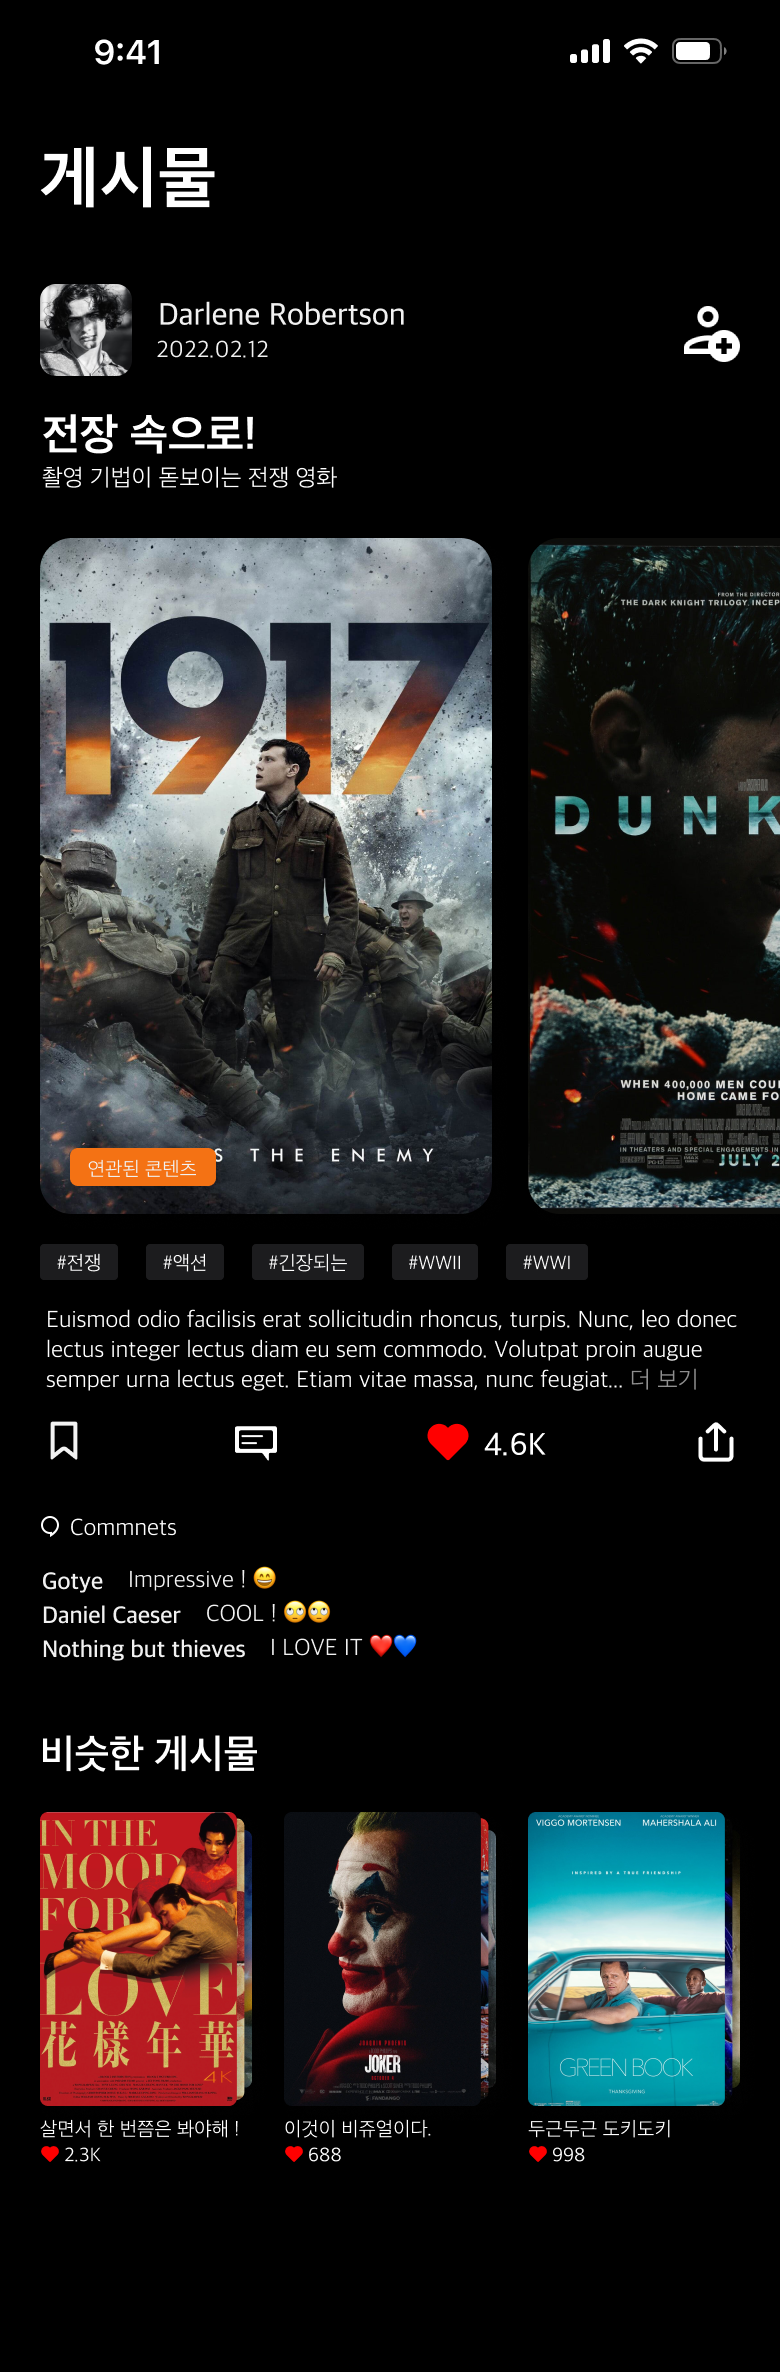 9:41
게시물
Darlene Robertson
2022.02.12
전장 속으로!
촬영 기법이 돋보이는 전쟁 영화
1917
S THE ENEMY
연관된 콘텐츠
FROM THE DIRECTOR
THE DARK KNIGHT TRILOGY, INCEP
DUNK
WHEN 400,000 MEN COUL
HOME CAME FO
IN THEATERS AND SPECIAL ENGAGEMENTS IN
JULY 2
#전쟁 #액션 #긴장되는 #WWII #WWI
Euismod odio facilisis erat sollicitudin rhoncus, turpis. Nunc, leo donec
lectus integer lectus diam eu sem commodo. Volutpat proin augue
semper urna lectus eget. Etiam vitae massa, nunc feugiat... 더 보기
4.6K
Commnets
Gotye Impressive ! 😄
Daniel Caeser COOL ! 🙄🙄
Nothing but thieves I LOVE IT ❤️💙
비슷한 게시물
IN THE
MOOD
FOR
LOVE
花樣年華
4K
살면서 한 번쯤은 봐야해 !
2.3K
JOAQUIN PHOENIX
JOKER
이것이 비쥬얼이다.
688
VIGGO MORTENSEN MAHERSHALA ALI
INSPIRED BY A TRUE FRIENDSHIP
GREEN BOOK
THANKSGIVING
두근두근 도키도키
998